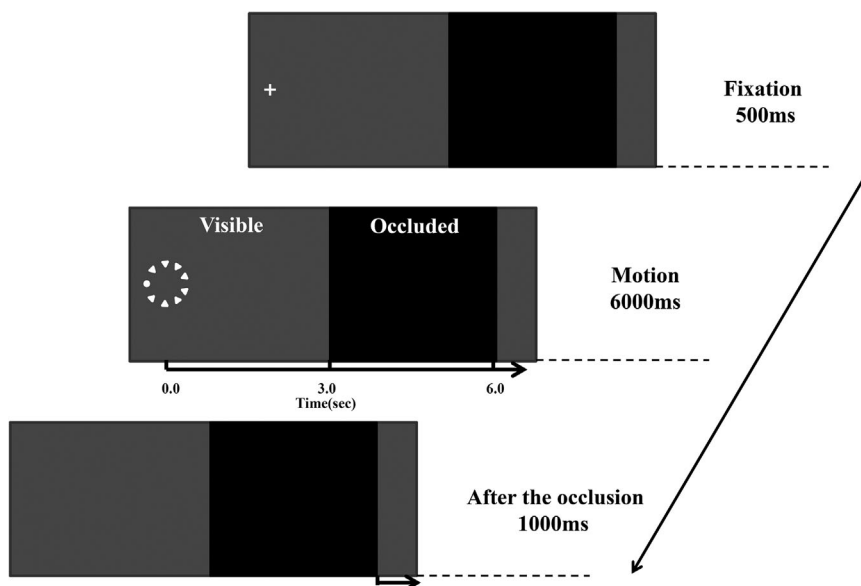 Fixation
500ms
Visible
Occluded
Motion
6000ms
0.0
3.0
6.0
Time(sec)
After the occlusion
1000ms